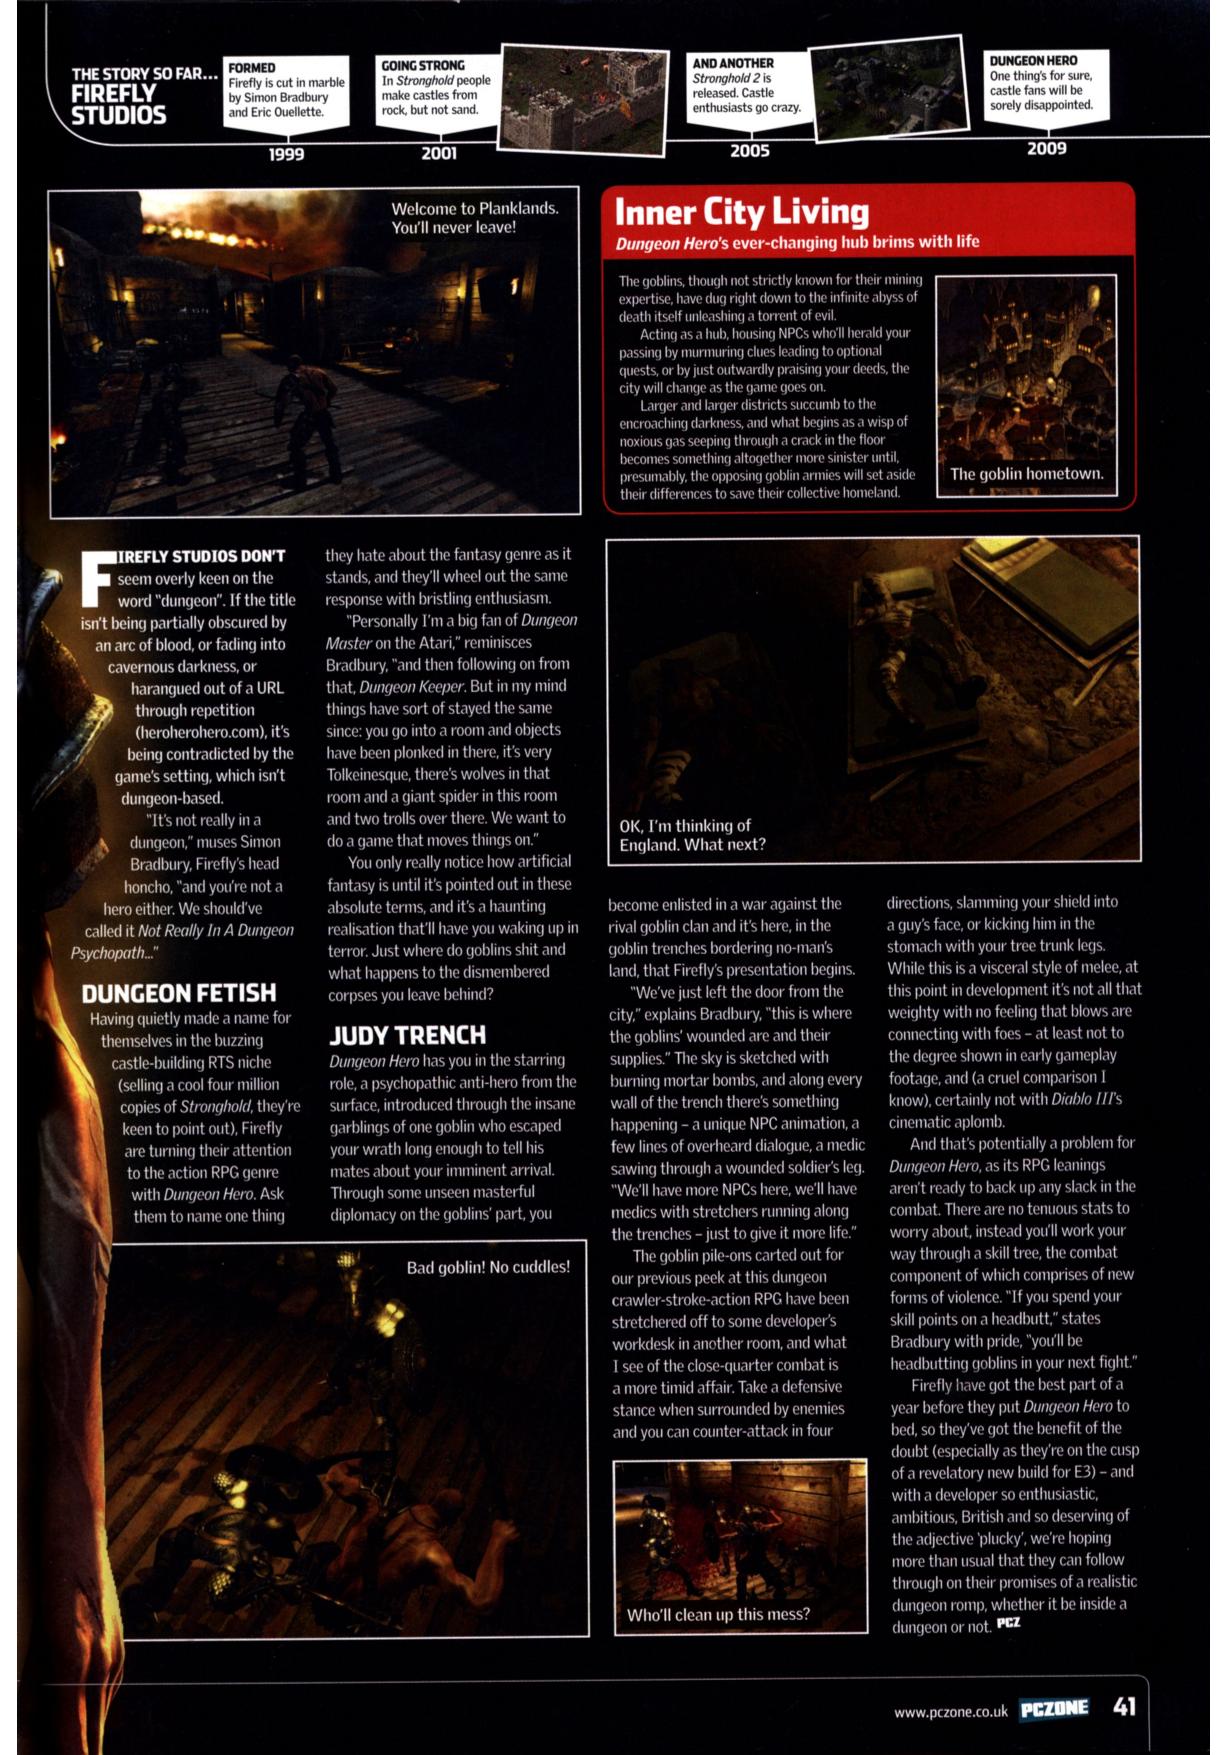 THE STORY SO FAR...
FIREFLY
STUDIOS
FORMED
Firefly is cut in marble
by Simon Bradbury
and Eric Ouellette.
1999
GOING STRONG
In Stronghold people
make castles from
rock, but not sand.
2001
AND ANOTHER
Stronghold 2 is
released. Castle
enthusiasts go crazy.
2005
DUNGEON HERO
One thing's for sure,
castle fans will be
sorely disappointed.
2009
Welcome to Planklands.
You'll never leave!
Inner City Living
Dungeon Hero's ever-changing hub brims with life
The goblins, though not strictly known for their mining
expertise, have dug right down to the infinite abyss of
death itself unleashing a torrent of evil.
Acting as a hub, housing NPCs who'll herald your
passing by murmuring clues leading to optional
quests, or by just outwardly praising your deeds, the
city will change as the game goes on.
Larger and larger districts succumb to the
encroaching darkness, and what begins as a wisp of
noxious gas seeping through a crack in the floor
becomes something altogether more sinister until,
presumably, the opposing goblin armies will set aside
their differences to save their collective homeland.
The goblin hometown.
FIREFLY STUDIOS DON'T
seem overly keen on the
word "dungeon". If the title
isn't being partially obscured by
an arc of blood, or fading into
cavernous darkness, or
harangued out of a URL
through repetition
(heroherohero.com), it's
being contradicted by the
game's setting, which isn't
dungeon-based.
"It's not really in a
dungeon," muses Simon
Bradbury, Firefly's head
honcho, "and you're not a
hero either. We should've
called it Not Really In A Dungeon
Psychopath..."
DUNGEON FETISH
Having quietly made a name for
themselves in the buzzing
castle-building RTS niche
(selling a cool four million
copies of Stronghold, they're
keen to point out), Firefly
are turning their attention
to the action RPG genre
with Dungeon Hero. Ask
them to name one thing
they hate about the fantasy genre as it
stands, and they'll wheel out the same
response with bristling enthusiasm.
"Personally I'm a big fan of Dungeon
Master on the Atari," reminisces
Bradbury, "and then following on from
that, Dungeon Keeper. But in my mind
things have sort of stayed the same
since: you go into a room and objects
have been plonked in there, it's very
Tolkeinesque, there's wolves in that
room and a giant spider in this room
and two trolls over there. We want to
do a game that moves things on."
You only really notice how artificial
fantasy is until it's pointed out in these
absolute terms, and it's a haunting
realisation that'll have you waking up in
terror. Just where do goblins shit and
what happens to the dismembered
corpses you leave behind?
JUDY TRENCH
Dungeon Hero has you in the starring
role, a psychopathic anti-hero from the
surface, introduced through the insane
garblings of one goblin who escaped
your wrath long enough to tell his
mates about your imminent arrival.
Through some unseen masterful
diplomacy on the goblins' part, you
Bad goblin! No cuddles!
OK, I'm thinking of
England. What next?
become enlisted in a war against the
rival goblin clan and it's here, in the
goblin trenches bordering no-man's
land, that Firefly's presentation begins.
"We've just left the door from the
city," explains Bradbury, "this is where
the goblins' wounded are and their
supplies." The sky is sketched with
burning mortar bombs, and along every
wall of the trench there's something
happening – a unique NPC animation, a
few lines of overheard dialogue, a medic
sawing through a wounded soldier's leg.
"We'll have more NPCs here, we'll have
medics with stretchers running along
the trenches – just to give it more life."
The goblin pile-ons carted out for
our previous peek at this dungeon
crawler-stroke-action RPG have been
stretchered off to some developer's
workdesk in another room, and what
I see of the close-quarter combat is
a more timid affair. Take a defensive
stance when surrounded by enemies
and you can counter-attack in four
Who'll clean up this mess?
directions, slamming your shield into
a guy's face, or kicking him in the
stomach with your tree trunk legs.
While this is a visceral style of melee, at
this point in development it's not all that
weighty with no feeling that blows are
connecting with foes – at least not to
the degree shown in early gameplay
footage, and (a cruel comparison I
know), certainly not with Diablo III's
cinematic aplomb.
And that's potentially a problem for
Dungeon Hero, as its RPG leanings
aren't ready to back up any slack in the
combat. There are no tenuous stats to
worry about, instead you'll work your
way through a skill tree, the combat
component of which comprises of new
forms of violence. "If you spend your
skill points on a headbutt," states
Bradbury with pride, "you'll be
headbutting goblins in your next fight."
Firefly have got the best part of a
year before they put Dungeon Hero to
bed, so they've got the benefit of the
doubt (especially as they're on the cusp
of a revelatory new build for E3) – and
with a developer so enthusiastic,
ambitious, British and so deserving of
the adjective 'plucky', we're hoping
more than usual that they can follow
through on their promises of a realistic
dungeon romp, whether it be inside a
dungeon or not. PCZ
www.pczone.co.uk PCZONE 41